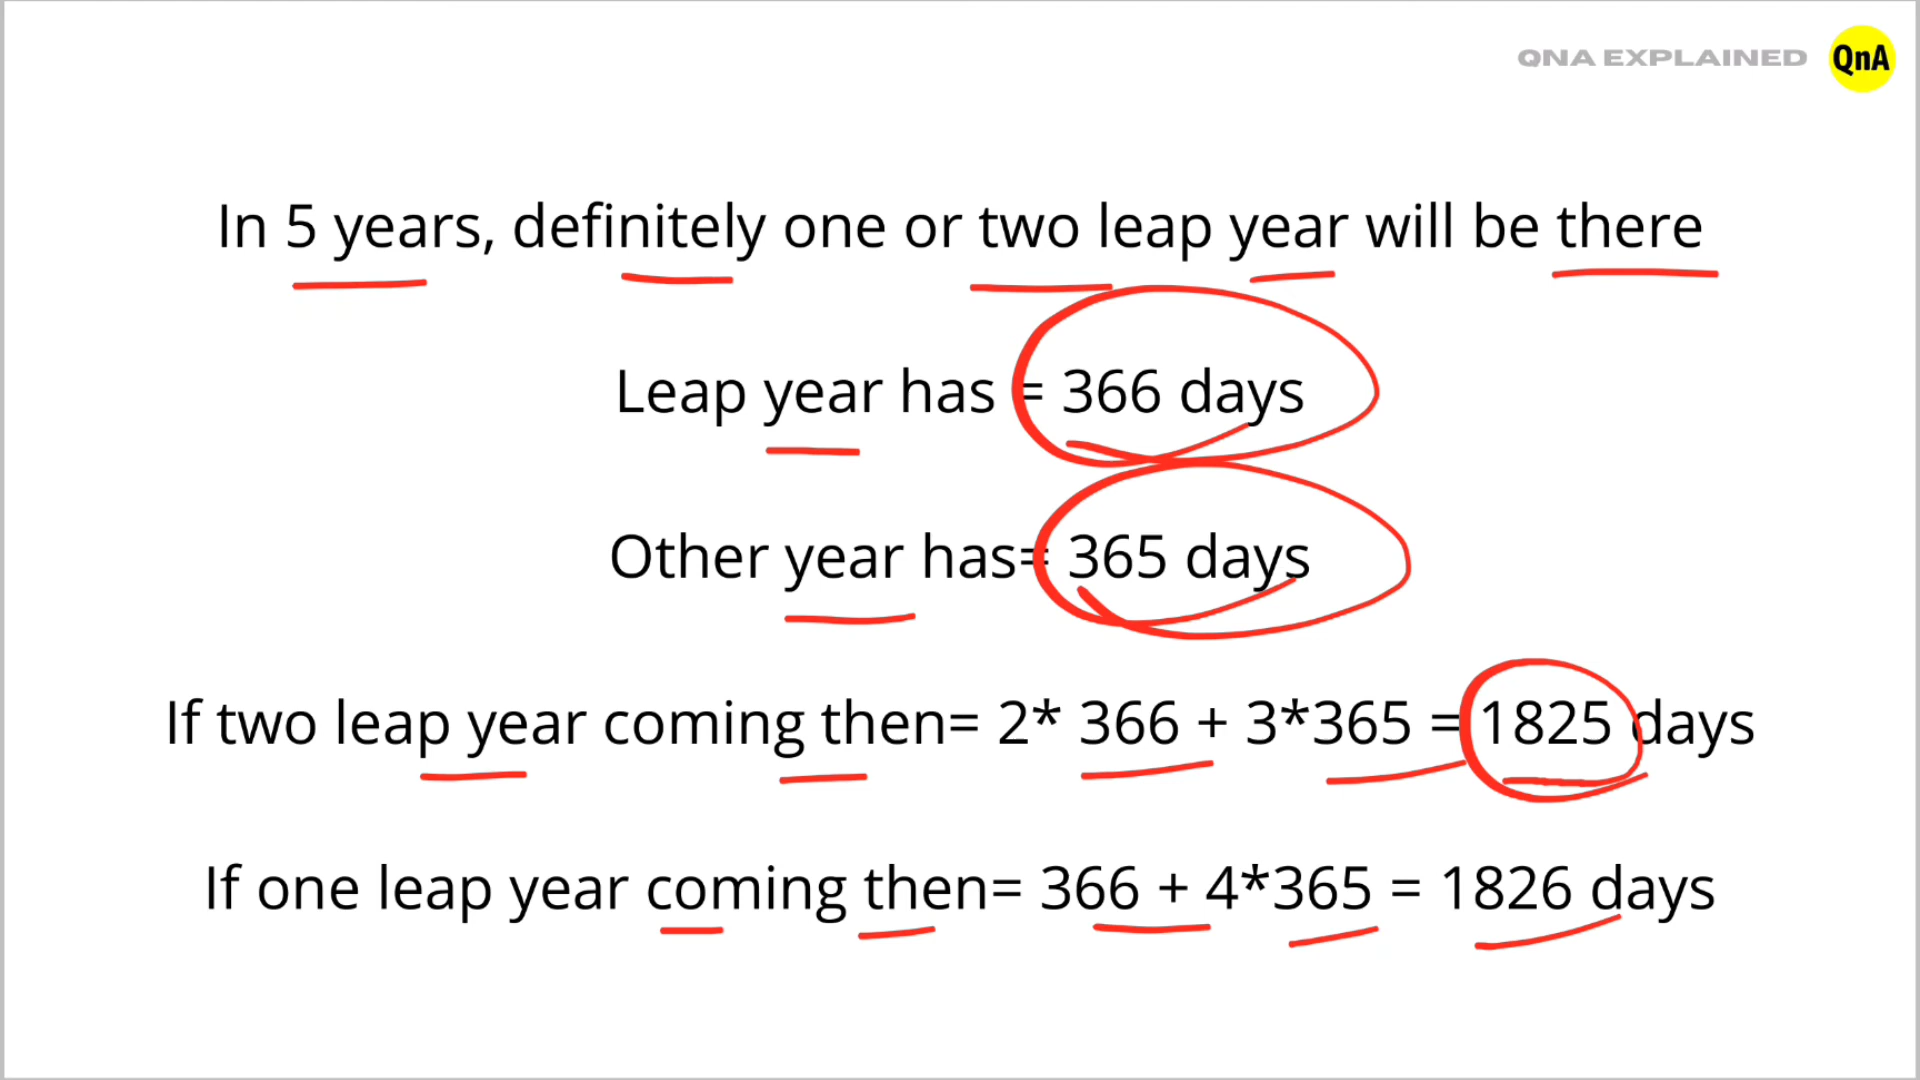 QNA EXPLAINED QnA
In 5 years, definitely one or two leap year will be there
Leap year has = 366 days
Other year has= 365 days
If two leap year coming then= 2* 366 + 3*365 = 1825 days
If one leap year coming then= 366 + 4*365 = 1826 days